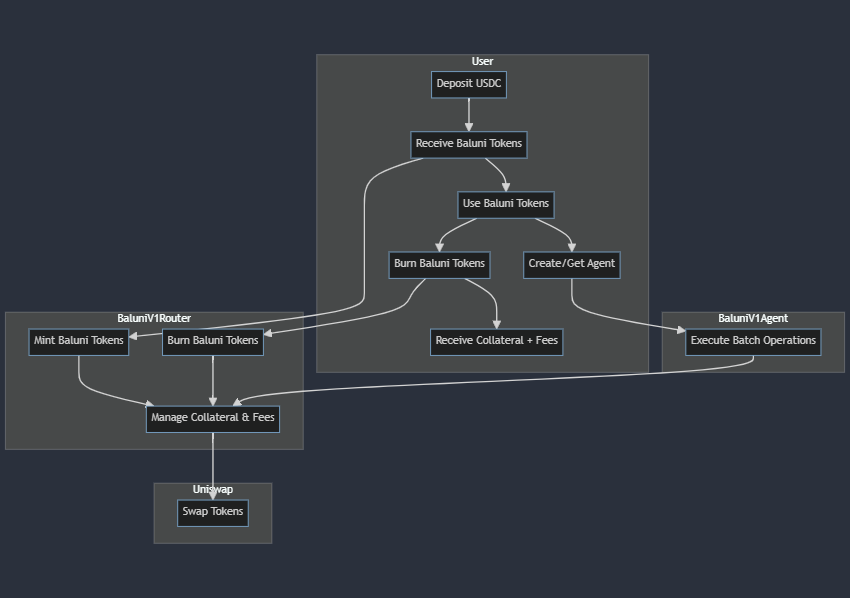 User
Deposit USDC
Receive Baluni Tokens
Use Baluni Tokens
Burn Baluni Tokens
Create/Get Agent
Receive Collateral + Fees
BaluniV1Router
Mint Baluni Tokens
Burn Baluni Tokens
Manage Collateral & Fees
BaluniV1Agent
Execute Batch Operations
Uniswap
Swap Tokens